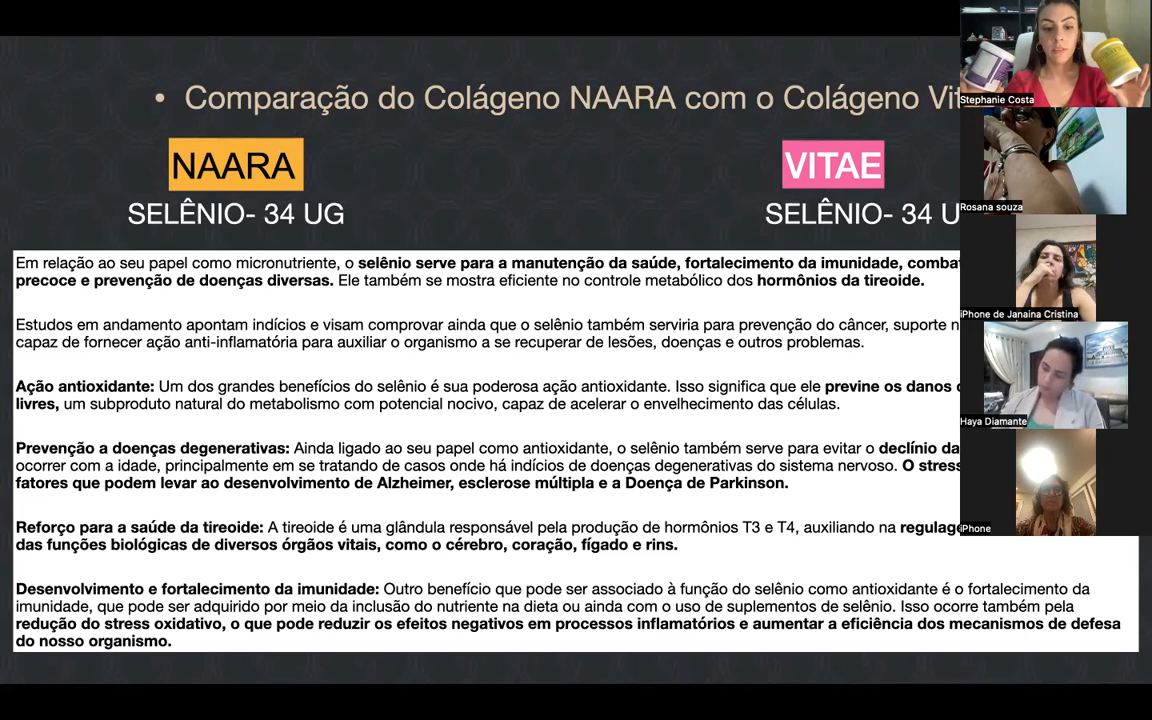 • Comparação do Colágeno NAARA com o Colágeno
NAARA
VITAE
SELÊNIO- 34 UG
SELÊNIO- 34
Em relação ao seu papel como micronutriente, o selênio serve para a manutenção da saúde, fortalecimento da imunidade,
precoce e prevenção de doenças diversas. Ele também se mostra eficiente no controle metabólico dos hormônios da tireoide.
Estudos em andamento apontam indícios e visam comprovar ainda que o selênio também serviria para prevenção do câncer, suporte
capaz de fornecer ação anti-inflamatória para auxiliar o organismo a se recuperar de lesões, doenças e outros problemas.
Ação antioxidante: Um dos grandes benefícios do selênio é sua poderosa ação antioxidante. Isso significa que ele previne os danos
livres, um subproduto natural do metabolismo com potencial nocivo, capaz de acelerar o envelhecimento das células.
Prevenção a doenças degenerativas: Ainda ligado ao seu papel como antioxidante, o selênio também serve para evitar o declínio
ocorrer com a idade, principalmente em se tratando de casos onde há indícios de doenças degenerativas do sistema nervoso. O
fatores que podem levar ao desenvolvimento de Alzheimer, esclerose múltipla e a Doença de Parkinson.
Reforço para a saúde da tireoide: A tireoide é uma glândula responsável pela produção de hormônios T3 e T4, auxiliando na
das funções biológicas de diversos órgãos vitais, como o cérebro, coração, fígado e rins.
Desenvolvimento e fortalecimento da imunidade: Outro benefício que pode ser associado à função do selênio como antioxidante é o fortalecimento da
imunidade, que pode ser adquirido por meio da inclusão do nutriente na dieta ou ainda com o uso de suplementos de selênio. Isso ocorre também pela
redução do stress oxidativo, o que pode reduzir os efeitos negativos em processos inflamatórios e aumentar a eficiência dos mecanismos de defesa
do nosso organismo.
Stephanie Costa
Rosana souza
iPhone de Janaina Cristina
Haya Diamante
iPhone